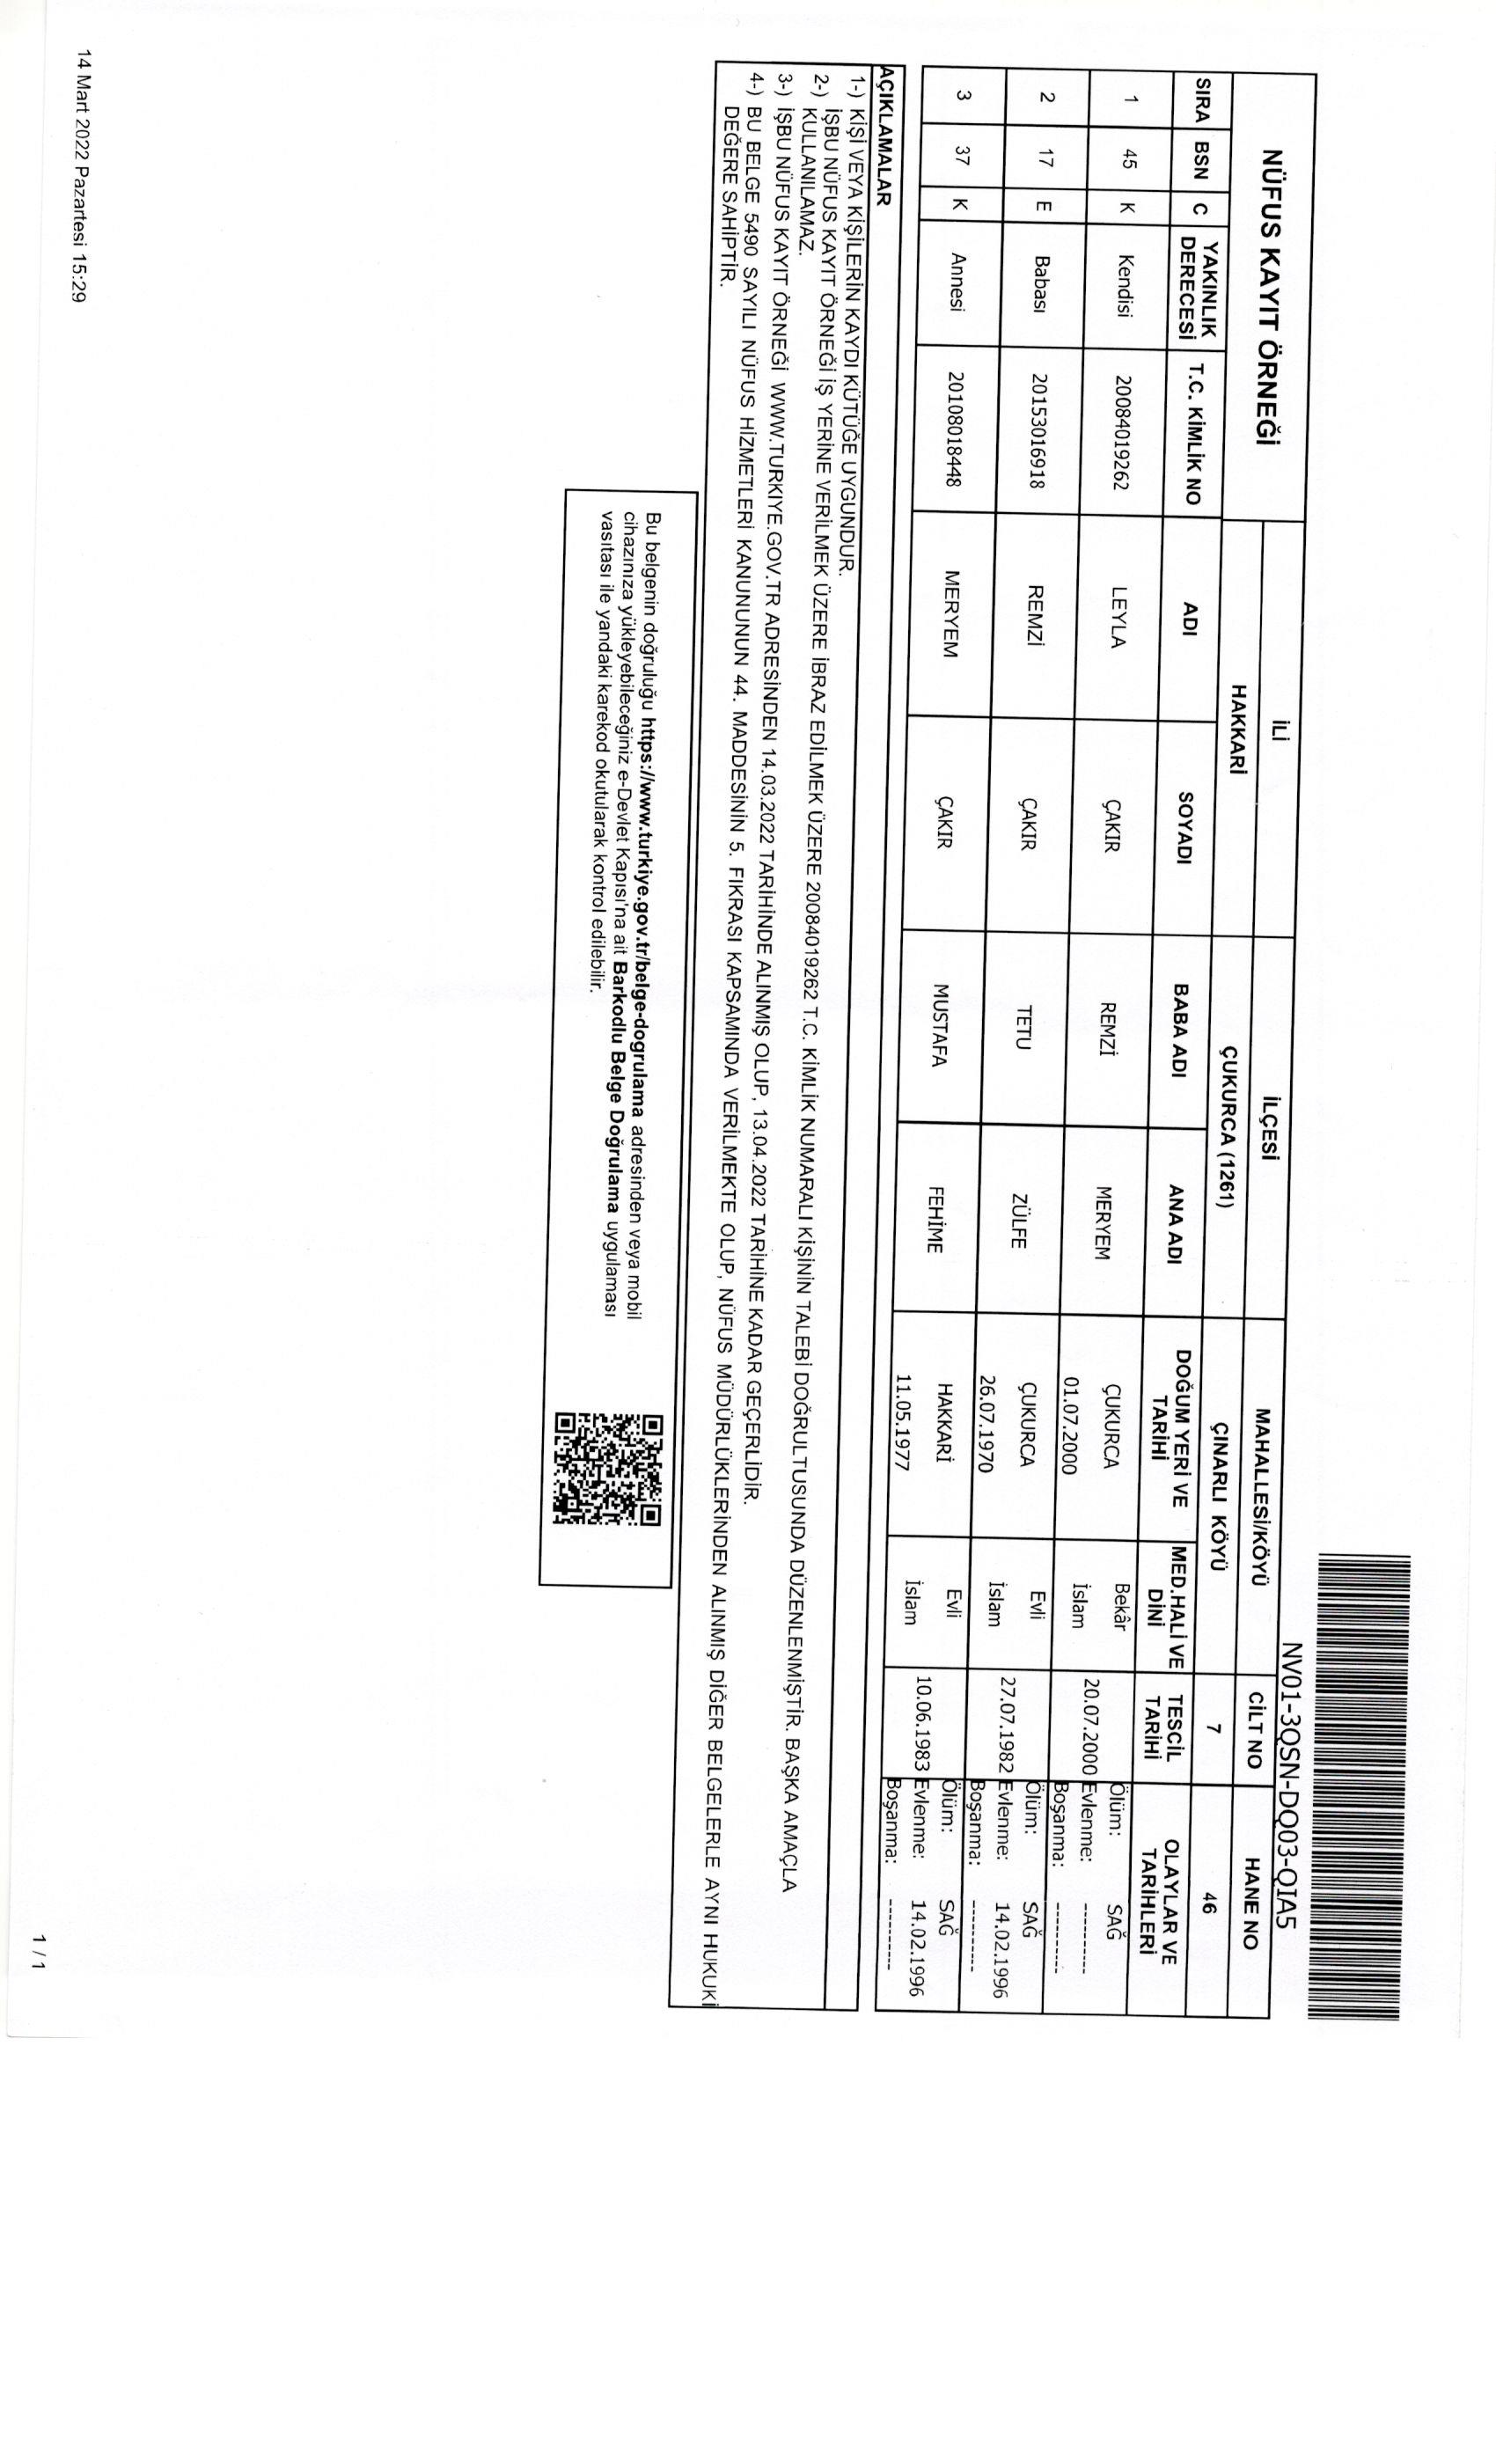 NV01-3QSN-DQ03-QIA5
NÜFUS KAYIT ÖRNEĞİ
İLİ İLÇESİ MAHALLESİ/KÖYÜ CİLT NO HANE NO
HAKKARİ ÇUKURCA (1261) ÇINARLI KÖYÜ 7 46
SIRA BSN C YAKINLIK DERECESİ T.C. KİMLİK NO ADI SOYADI BABA ADI ANA ADI DOĞUM YERİ VE TARİHİ MED.HALİ VE DİNİ TESCİL TARİHİ OLAYLAR VE TARİHLERİ
1 45 K Kendisi 20084019262 LEYLA ÇAKIR REMZİ MERYEM ÇUKURCA 01.07.2000 Bekâr İslam 20.07.2000 Ölüm: SAĞ Evlenme: ---------- Boşanma: ----------
2 17 E Babası 20153016918 REMZİ ÇAKIR TETU ZÜLFE ÇUKURCA 26.07.1970 Evli İslam 27.07.1982 Ölüm: SAĞ Evlenme: 14.02.1996 Boşanma: ----------
3 37 K Annesi 20108018448 MERYEM ÇAKIR MUSTAFA FEHİME HAKKARİ 11.05.1977 Evli İslam 10.06.1983 Ölüm: SAĞ Evlenme: 14.02.1996 Boşanma: ----------
AÇIKLAMALAR
1-) KİŞİ VEYA KİŞİLERİN KAYDI KÜTÜĞE UYGUNDUR.
2-) İŞBU NÜFUS KAYIT ÖRNEĞİ İŞ YERİNE VERİLMEK ÜZERE İBRAZ EDİLMEK ÜZERE 20084019262 T.C. KİMLİK NUMARALI KİŞİNİN TALEBİ DOĞRULTUSUNDA DÜZENLENMİŞTİR. BAŞKA AMAÇLA
KULLANILAMAZ.
3-) İŞBU NÜFUS KAYIT ÖRNEĞİ WWW.TURKIYE.GOV.TR ADRESİNDEN 14.03.2022 TARİHİNDE ALINMIŞ OLUP, 13.04.2022 TARİHİNE KADAR GEÇERLİDİR.
4-) BU BELGE 5490 SAYILI NÜFUS HİZMETLERİ KANUNUNUN 44. MADDESİNİN 5. FIKRASI KAPSAMINDA VERİLMEKTE OLUP, NÜFUS MÜDÜRLÜKLERİNDEN ALINMIŞ DİĞER BELGELERLE AYNI HUKUKİ
DEĞERE SAHİPTİR.
Bu belgenin doğruluğu https://www.turkiye.gov.tr/belge-dogrulama adresinden veya mobil
cihazınıza yükleyebileceğiniz e-Devlet Kapısı'na ait Barkodlu Belge Doğrulama uygulaması
vasıtası ile yandaki karekod okutularak kontrol edilebilir.
14 Mart 2022 Pazartesi 15:29
1 / 1